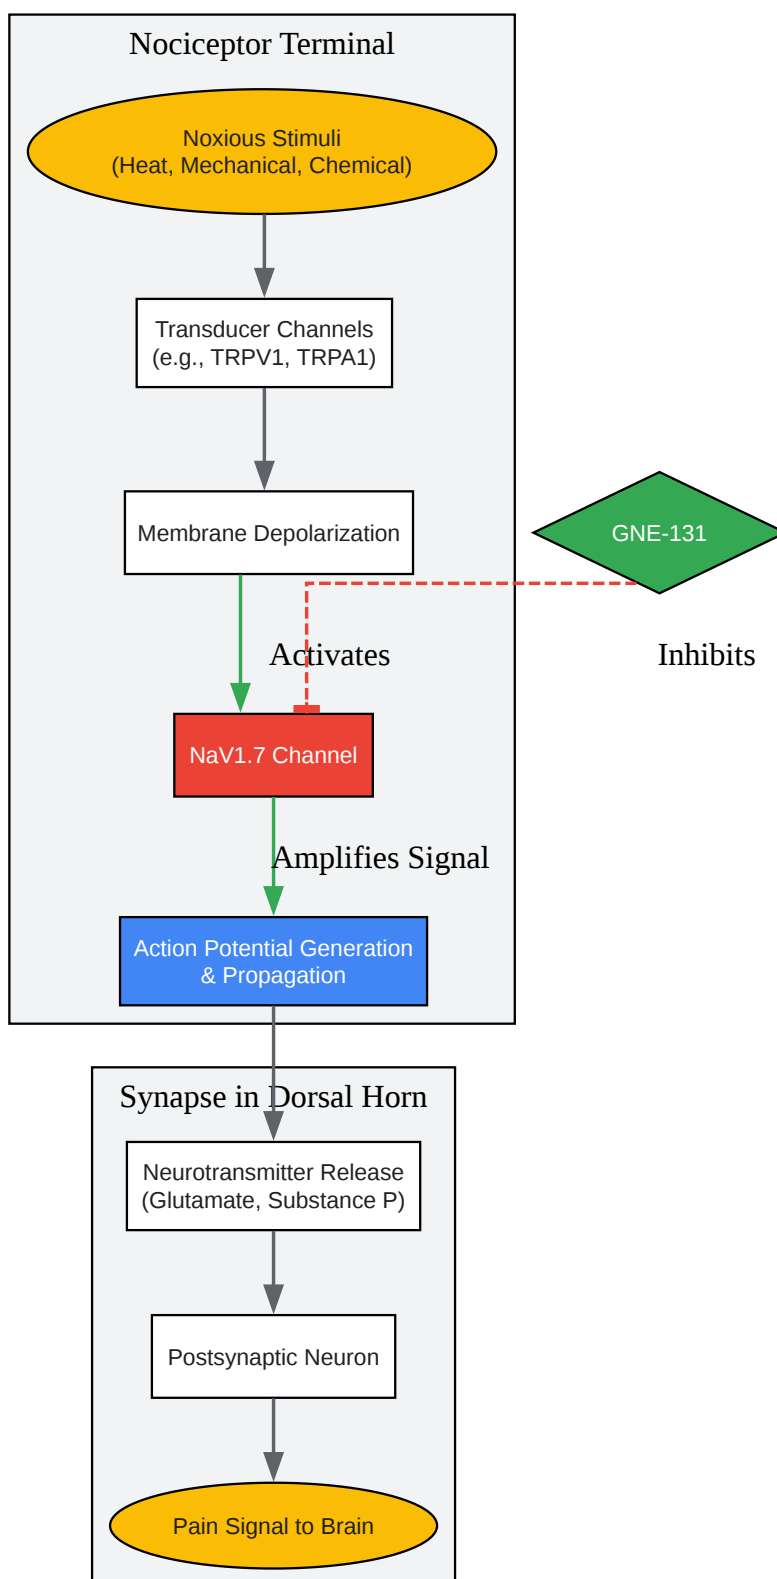 Nociceptor Terminal
Noxious Stimuli
(Heat, Mechanical, Chemical)
Transducer Channels
(e.g., TRPV1, TRPA1)
Membrane Depolarization
GNE-131
Activates
Inhibits
NaV1.7 Channel
Amplifies Signal
Action Potential Generation
& Propagation
Synapse in Dorsal Horn
Neurotransmitter Release
(Glutamate, Substance P)
Postsynaptic Neuron
Pain Signal to Brain